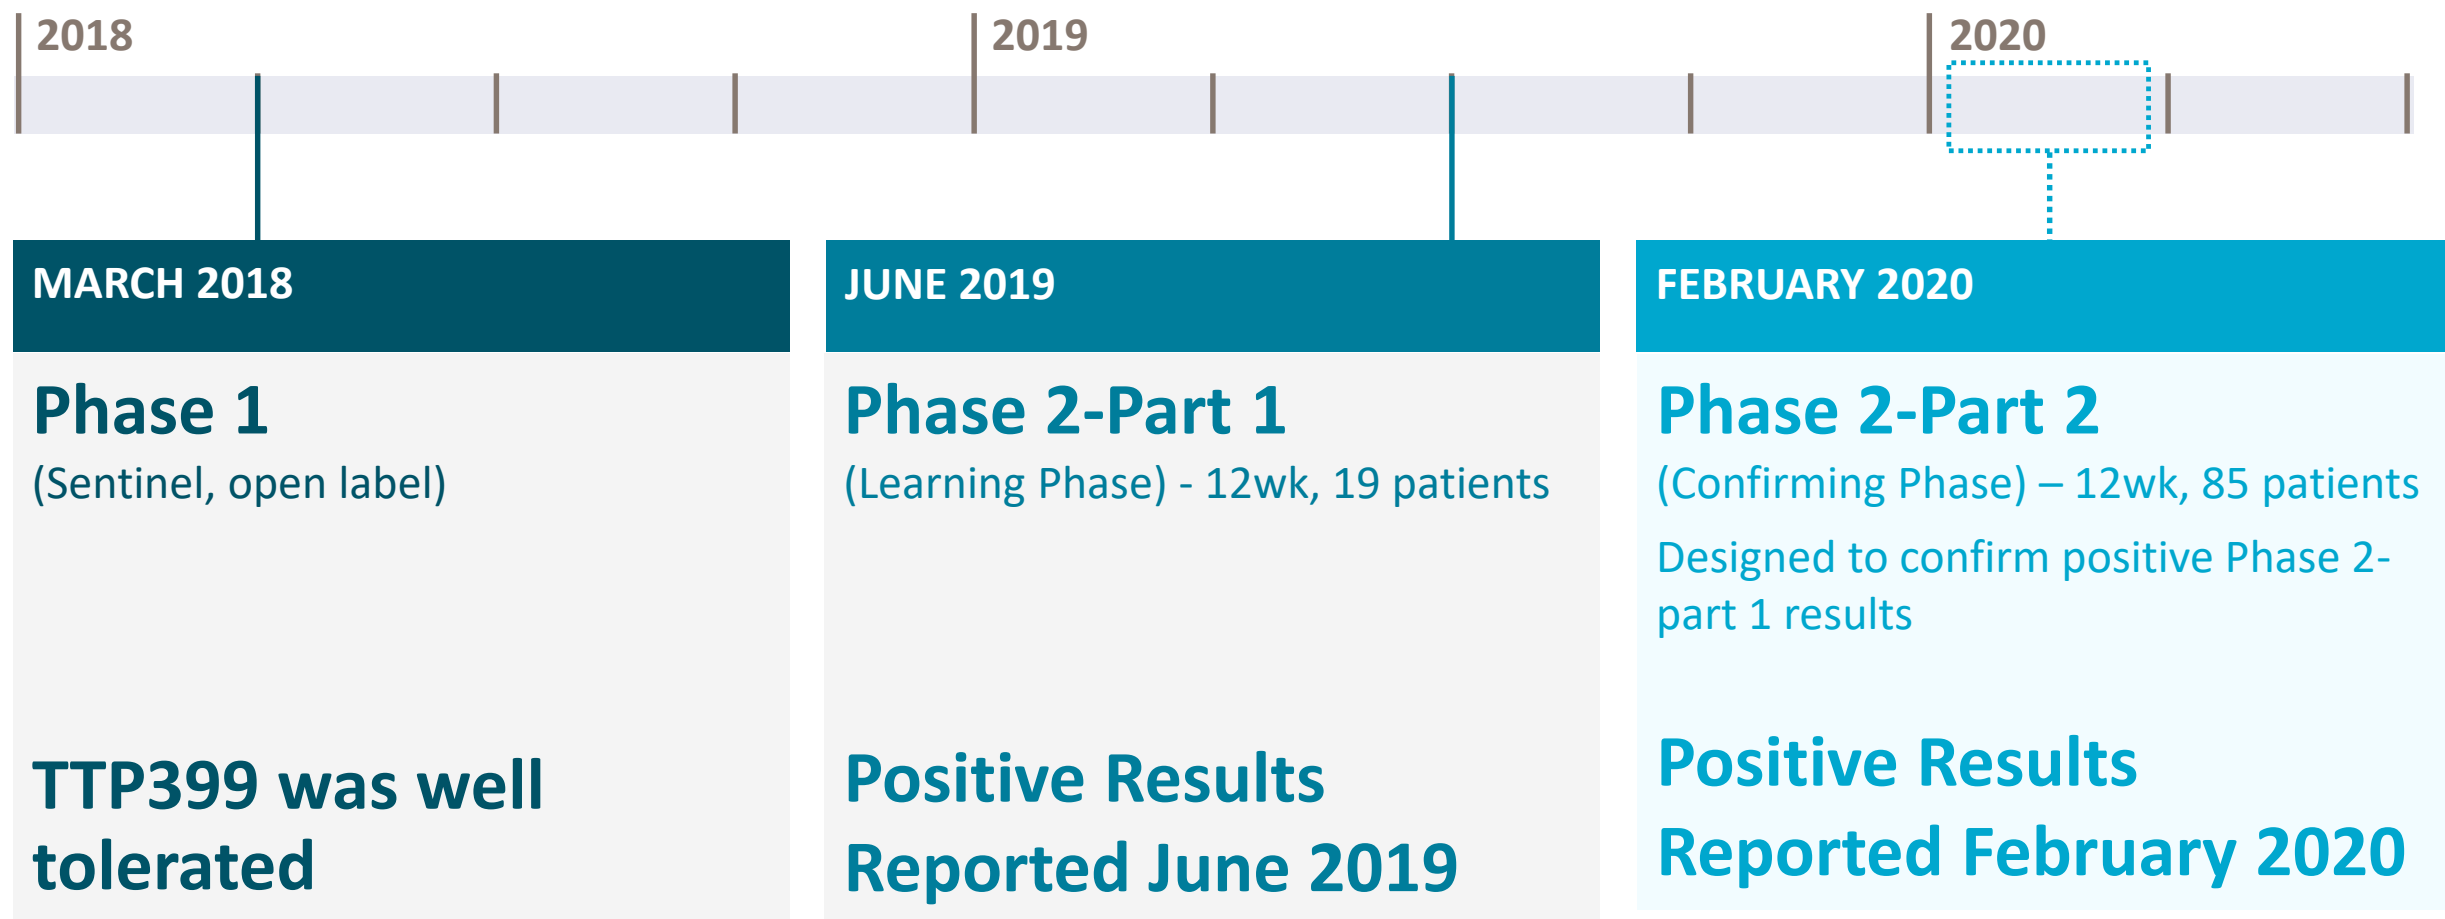 2018
2019
2020
MARCH 2018
Phase 1
(Sentinel, open label)
TTP399 was well
tolerated
JUNE 2019
Phase 2-Part 1
(Learning Phase) - 12wk, 19 patients
Positive Results
Reported June 2019
FEBRUARY 2020
Phase 2-Part 2
(Confirming Phase) – 12wk, 85 patients
Designed to confirm positive Phase 2-
part 1 results
Positive Results
Reported February 2020